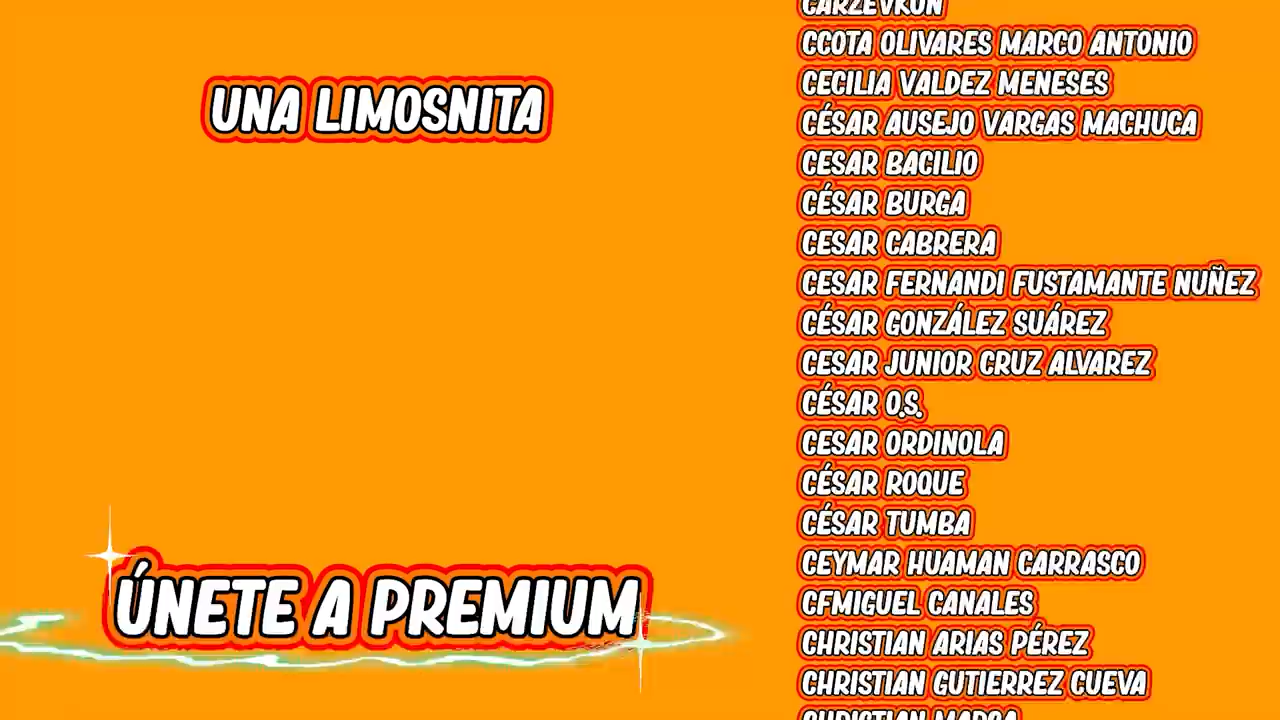 UNA LIMOSNITA
ÚNETE A PREMIUM
CARZEVKUN
CCOTA OLIVARES MARCO ANTONIO
CECILIA VALDEZ MENESES
CÉSAR AUSEJO VARGAS MACHUCA
CESAR BACILIO
CÉSAR BURGA
CESAR CABRERA
CESAR FERNANDI FUSTAMANTE NUÑEZ
CÉSAR GONZÁLEZ SUÁREZ
CESAR JUNIOR CRUZ ALVAREZ
CÉSAR O.S.
CESAR ORDINOLA
CÉSAR ROQUE
CÉSAR TUMBA
CEYMAR HUAMAN CARRASCO
CFMIGUEL CANALES
CHRISTIAN ARIAS PÉREZ
CHRISTIAN GUTIERREZ CUEVA
CHRISTIAN